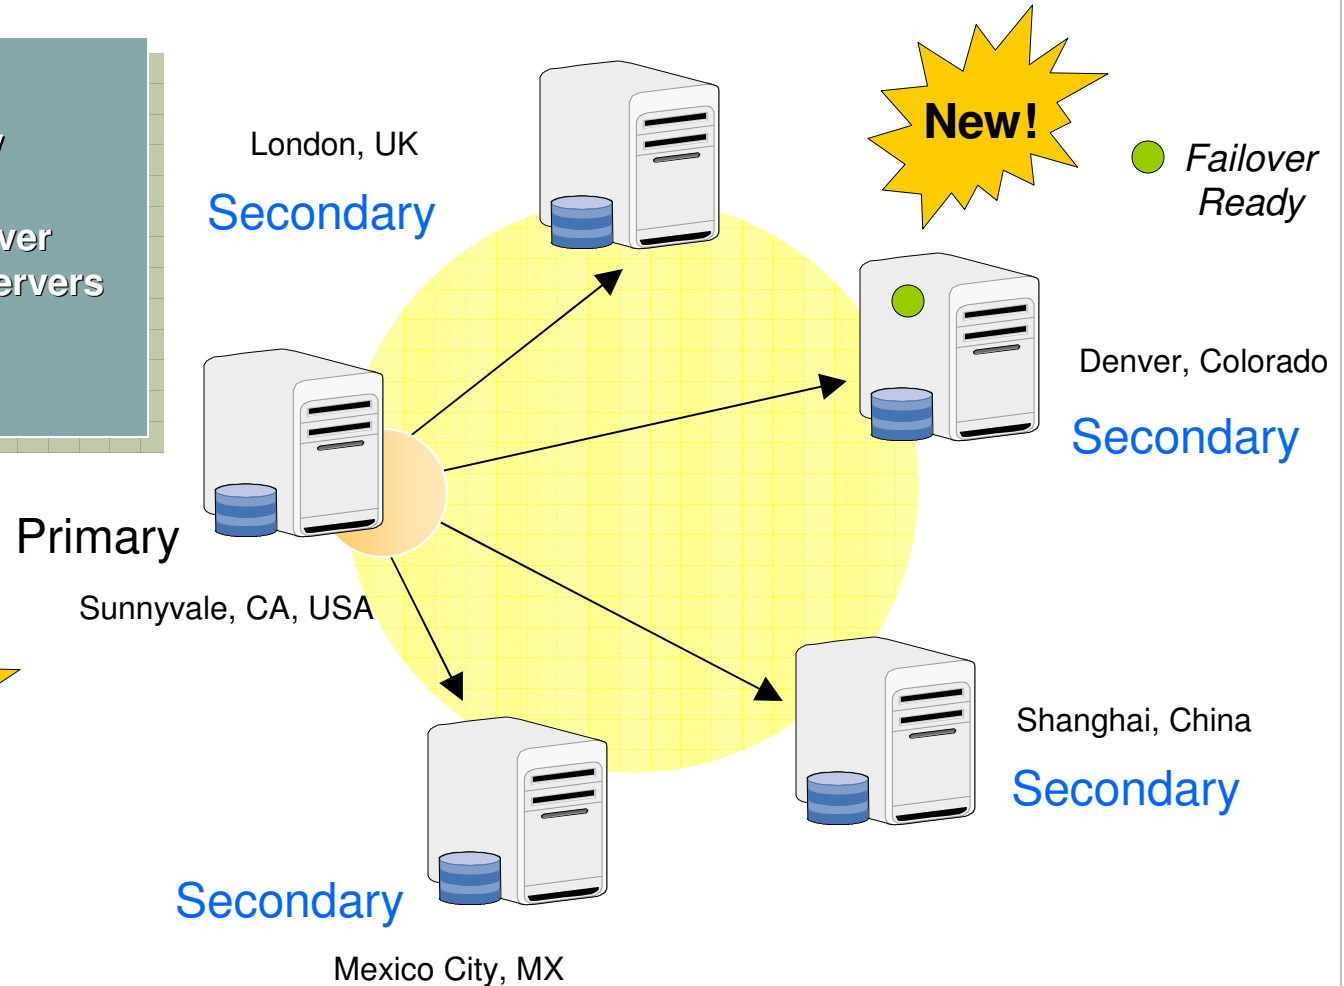 London, UK
Secondary
New!
Failover
Ready
Denver, Colorado
Secondary
Primary
Sunnyvale, CA, USA
Shanghai, China
Secondary
Secondary
Mexico City, MX